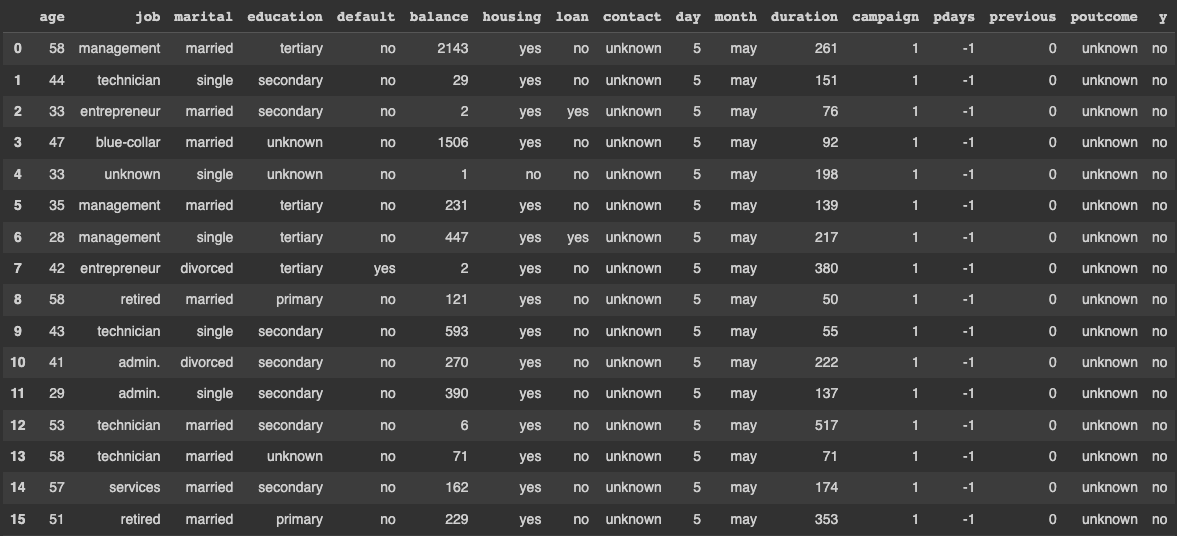 age job marital education default balance housing loan contact day month duration campaign pdays previous poutcome y
0 58 management married tertiary no 2143 yes no unknown 5 may 261 1 -1 0 unknown no
1 44 technician single secondary no 29 yes no unknown 5 may 151 1 -1 0 unknown no
2 33 entrepreneur married secondary no 2 yes yes unknown 5 may 76 1 -1 0 unknown no
3 47 blue-collar married unknown no 1506 yes no unknown 5 may 92 1 -1 0 unknown no
4 33 unknown single unknown no 1 no no unknown 5 may 198 1 -1 0 unknown no
5 35 management married tertiary no 231 yes no unknown 5 may 139 1 -1 0 unknown no
6 28 management single tertiary no 447 yes yes unknown 5 may 217 1 -1 0 unknown no
7 42 entrepreneur divorced tertiary yes 2 yes no unknown 5 may 380 1 -1 0 unknown no
8 58 retired married primary no 121 yes no unknown 5 may 50 1 -1 0 unknown no
9 43 technician single secondary no 593 yes no unknown 5 may 55 1 -1 0 unknown no
10 41 admin. divorced secondary no 270 yes no unknown 5 may 222 1 -1 0 unknown no
11 29 admin. single secondary no 390 yes no unknown 5 may 137 1 -1 0 unknown no
12 53 technician married secondary no 6 yes no unknown 5 may 517 1 -1 0 unknown no
13 58 technician married unknown no 71 yes no unknown 5 may 71 1 -1 0 unknown no
14 57 services married secondary no 162 yes no unknown 5 may 174 1 -1 0 unknown no
15 51 retired married primary no 229 yes no unknown 5 may 353 1 -1 0 unknown no